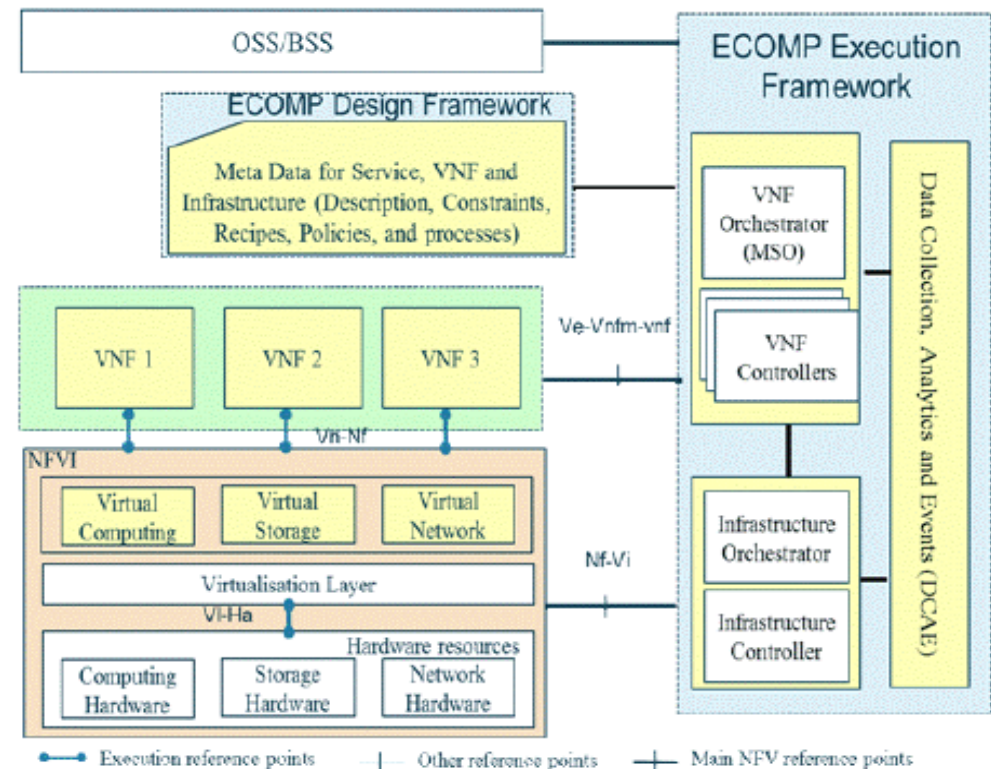 OSS/BSS
ECOMP Execution
Framework
ECOMP Design Framework
Meta Data for Service, VNF and
Infrastructure (Description, Constraints,
Recipes, Policies, and processes)
VNF
Orchestrator
(MSO)
VNF
Controllers
Data Collection, Analytics and Events (DCAE)
Ve-Vnfm-vnf
VNF 1
VNF 2
VNF 3
Vn-Nf
NFVI
Virtual
Computing
Virtual
Storage
Virtual
Network
Virtualisation Layer
Vl-Ha
Hardware resources
Computing
Hardware
Storage
Hardware
Network
Hardware
Nf-Vi
Infrastructure
Orchestrator
Infrastructure
Controller
Execution reference points
Other reference points
Main NFV reference points